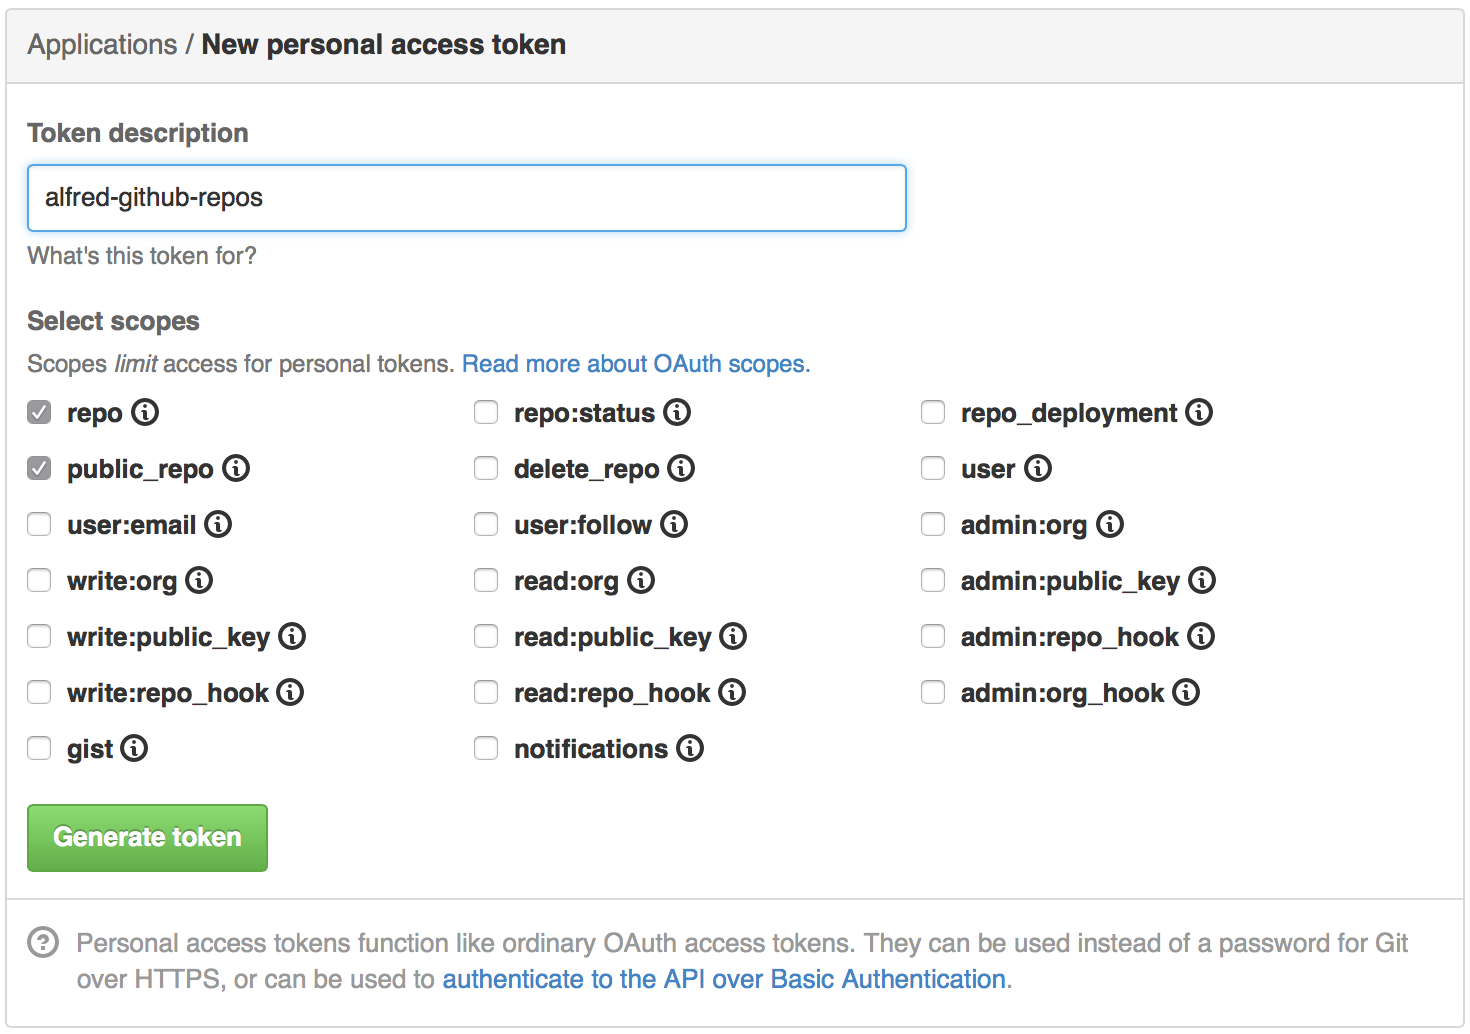 Applications / New personal access token
Token description
alfred-github-repos
What's this token for?
Select scopes
Scopes limit access for personal tokens. Read more about OAuth scopes.
repo repo:status repo_deployment
public_repo delete_repo user
user:email user:follow admin:org
write:org read:org admin:public_key
write:public_key read:public_key admin:repo_hook
write:repo_hook read:repo_hook admin:org_hook
gist notifications
Generate token
Personal access tokens function like ordinary OAuth access tokens. They can be used instead of a password for Git
over HTTPS, or can be used to authenticate to the API over Basic Authentication.